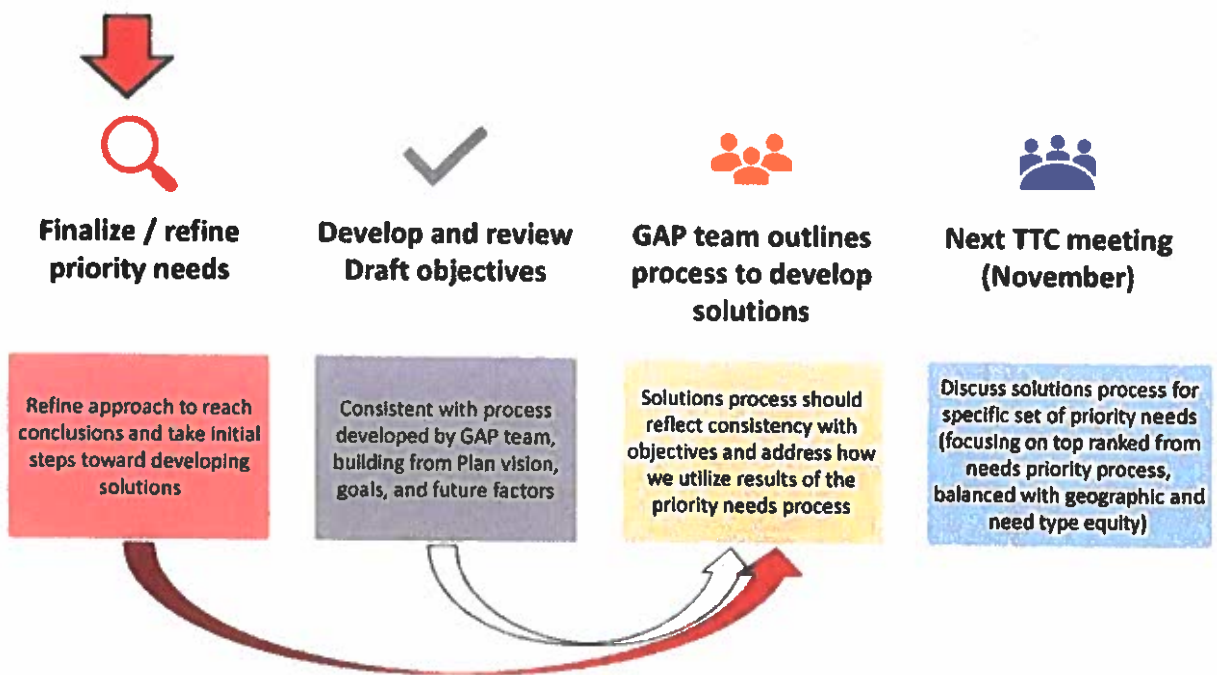 Finalize / refine
priority needs
Develop and review
Draft objectives
GAP team outlines
process to develop
solutions
Next TTC meeting
(November)
Refine approach to reach
conclusions and take initial
steps toward developing
solutions
Consistent with process
developed by GAP team,
building from Plan vision,
goals, and future factors
Solutions process should
reflect consistency with
objectives and address how
we utilize results of the
priority needs process
Discuss solutions process for
specific set of priority needs
(focusing on top ranked from
needs priority process,
balanced with geographic and
need type equity)